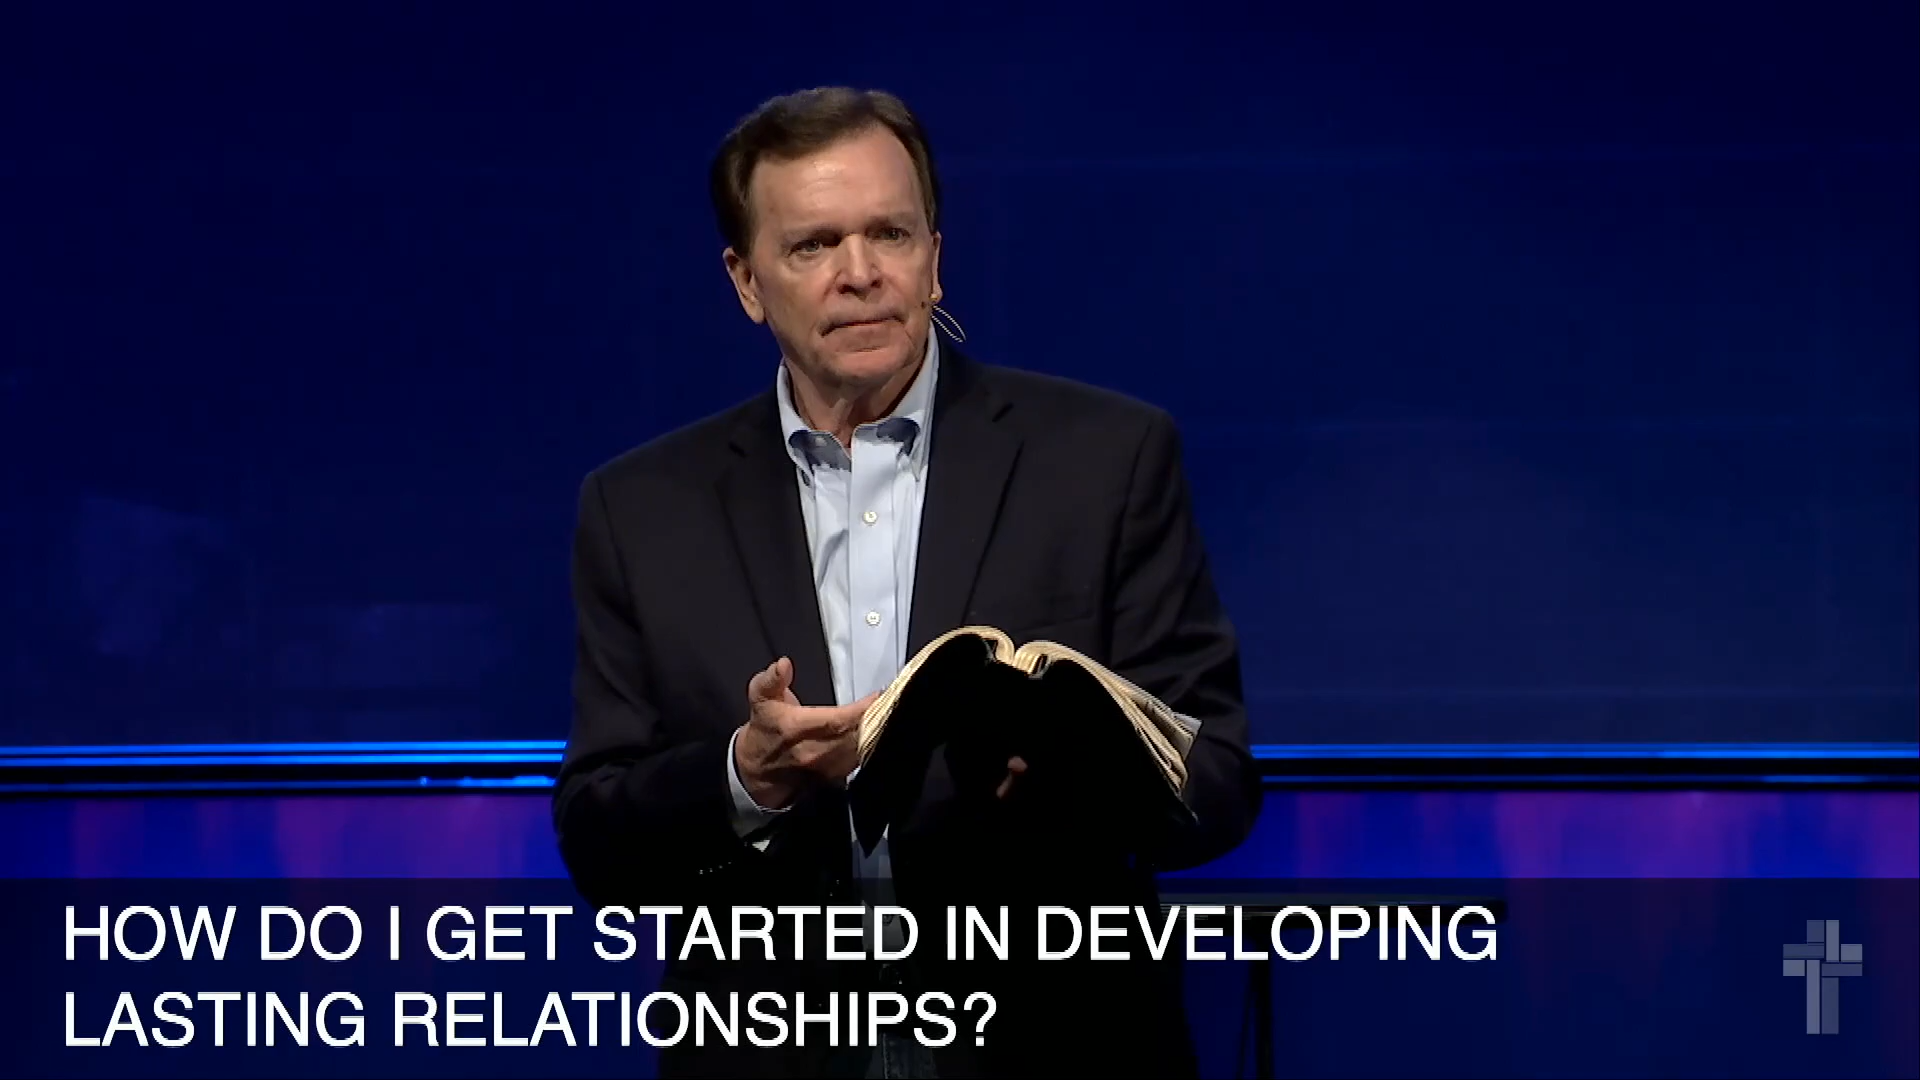 HOW DO I GET STARTED IN DEVELOPING
LASTING RELATIONSHIPS?